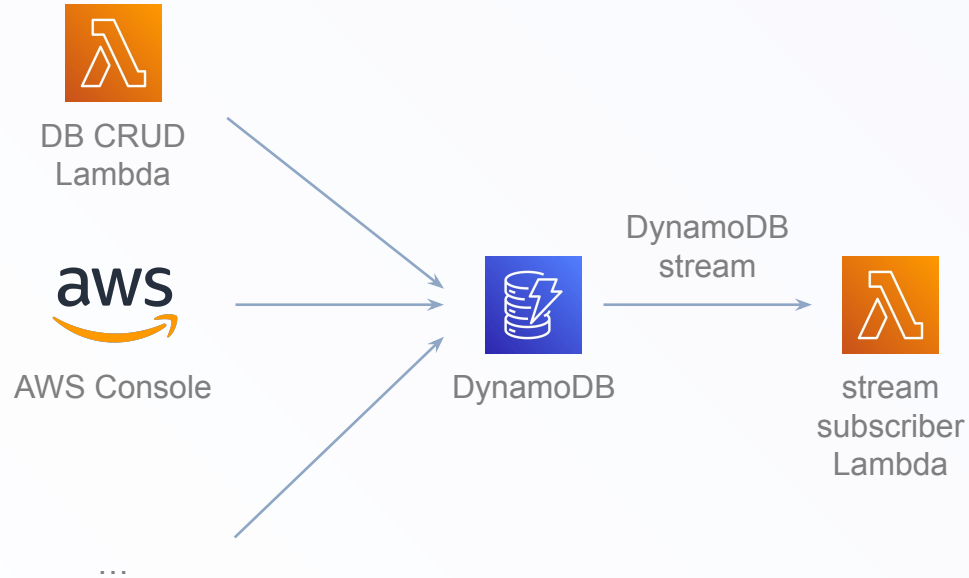 DB CRUD
Lambda
aws
AWS Console
...
DynamoDB
DynamoDB
stream
stream
subscriber
Lambda